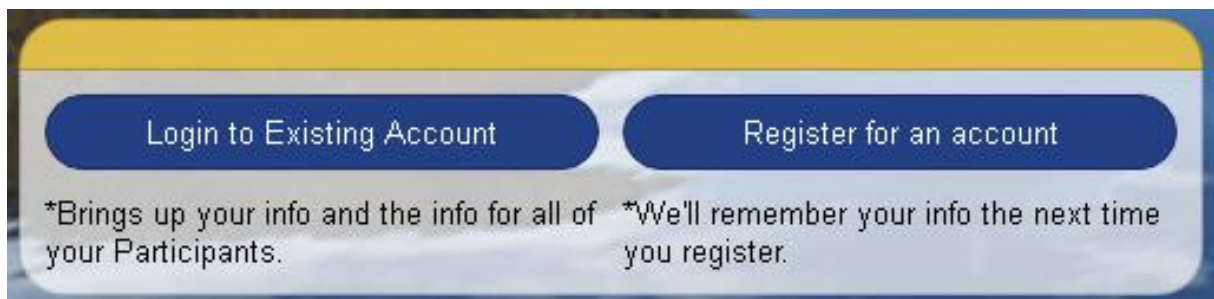 Login to Existing Account
Register for an account
*Brings up your info and the info for all of
your Participants.
*We'll remember your info the next time
you register.